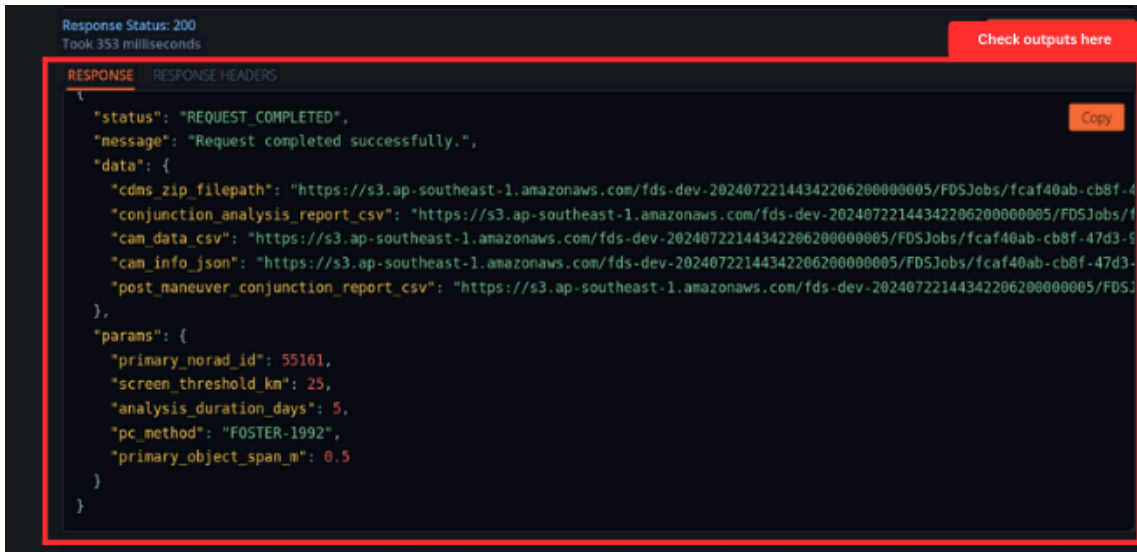 Response Status: 200
Took 353 milliseconds
Check outputs here
RESPONSE RESPONSE HEADERS
Copy
{
"status": "REQUEST_COMPLETED",
"message": "Request completed successfully.",
"data": {
"cdms_zip_filepath": "https://s3.ap-southeast-1.amazonaws.com/fds-dev-20240722144342206200000005/FDSJobs/fcaf40ab-cb8f-4
"conjunction_analysis_report_csv": "https://s3.ap-southeast-1.amazonaws.com/fds-dev-20240722144342206200000005/FDSJobs/f
"cam_data_csv": "https://s3.ap-southeast-1.amazonaws.com/fds-dev-20240722144342206200000005/FDSJobs/fcaf40ab-cb8f-47d3-9
"cam_info_json": "https://s3.ap-southeast-1.amazonaws.com/fds-dev-20240722144342206200000005/FDSJobs/fcaf40ab-cb8f-47d3-
"post_maneuver_conjunction_report_csv": "https://s3.ap-southeast-1.amazonaws.com/fds-dev-20240722144342206200000005/FDSJ
},
"params": {
"primary_norad_id": 55161,
"screen_threshold_km": 25,
"analysis_duration_days": 5,
"pc_method": "FOSTER-1992",
"primary_object_span_m": 0.5
}
}